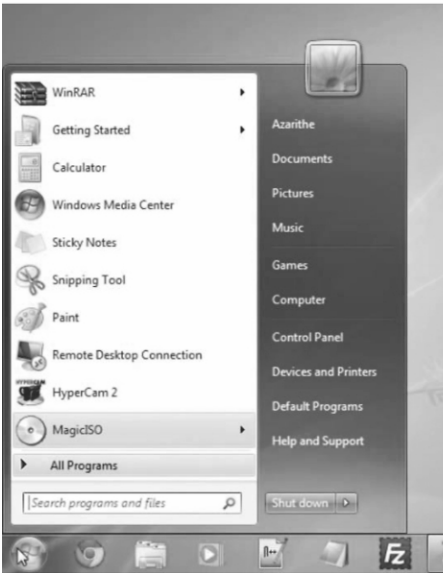 WinRAR
Getting Started
Calculator
Windows Media Center
Sticky Notes
Snipping Tool
Paint
Remote Desktop Connection
HyperCam 2
MagicISO
All Programs
Search programs and files
Azarithe
Documents
Pictures
Music
Games
Computer
Control Panel
Devices and Printers
Default Programs
Help and Support
Shut down
Fz